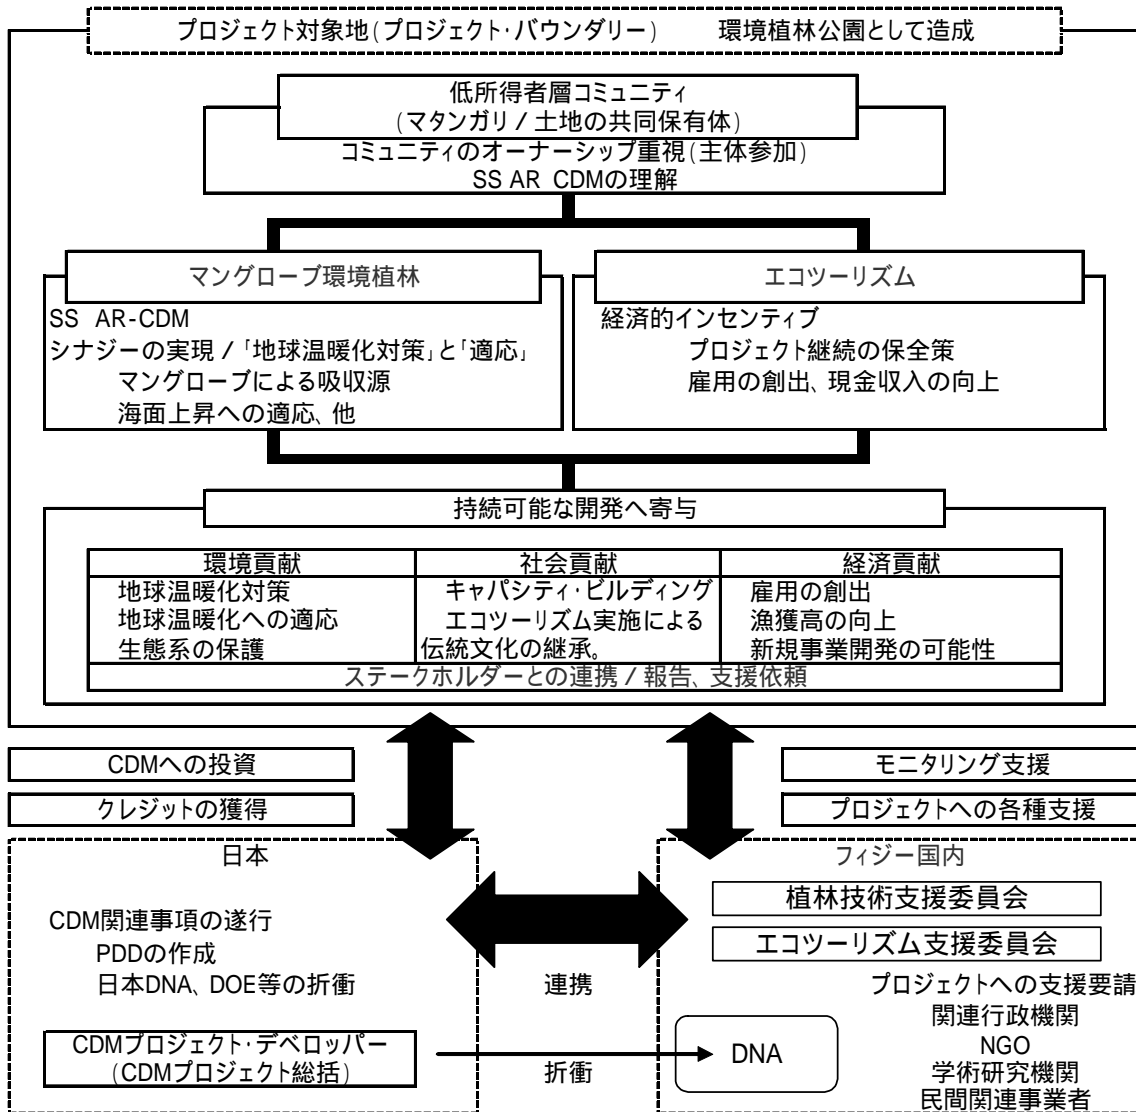 プロジェクト対象地(プロジェクト・バウンダリー)　　環境植林公園として造成
低所得者層コミュニティ
(マタンガリ / 土地の共同保有体)
コミュニティのオーナーシップ重視(主体参加)
SS AR CDMの理解
マングローブ環境植林
SS AR-CDM
シナジーの実現 / 「地球温暖化対策」と「適応」
マングローブによる吸収源
海面上昇への適応、他
エコツーリズム
経済的インセンティブ
プロジェクト継続の保全策
雇用の創出、現金収入の向上
持続可能な開発へ寄与
環境貢献
地球温暖化対策
地球温暖化への適応
生態系の保護
社会貢献
キャパシティ・ビルディング
エコツーリズム実施による
伝統文化の継承。
経済貢献
雇用の創出
漁獲高の向上
新規事業開発の可能性
ステークホルダーとの連携 / 報告、支援依頼
CDMへの投資
クレジットの獲得
モニタリング支援
プロジェクトへの各種支援
日本
CDM関連事項の遂行
PDDの作成
日本DNA、DOE等の折衝
CDMプロジェクト・デベロッパー
(CDMプロジェクト総括)
連携
折衝
フィジー国内
植林技術支援委員会
エコツーリズム支援委員会
プロジェクトへの支援要請
関連行政機関
NGO
学術研究機関
民間関連事業者
DNA